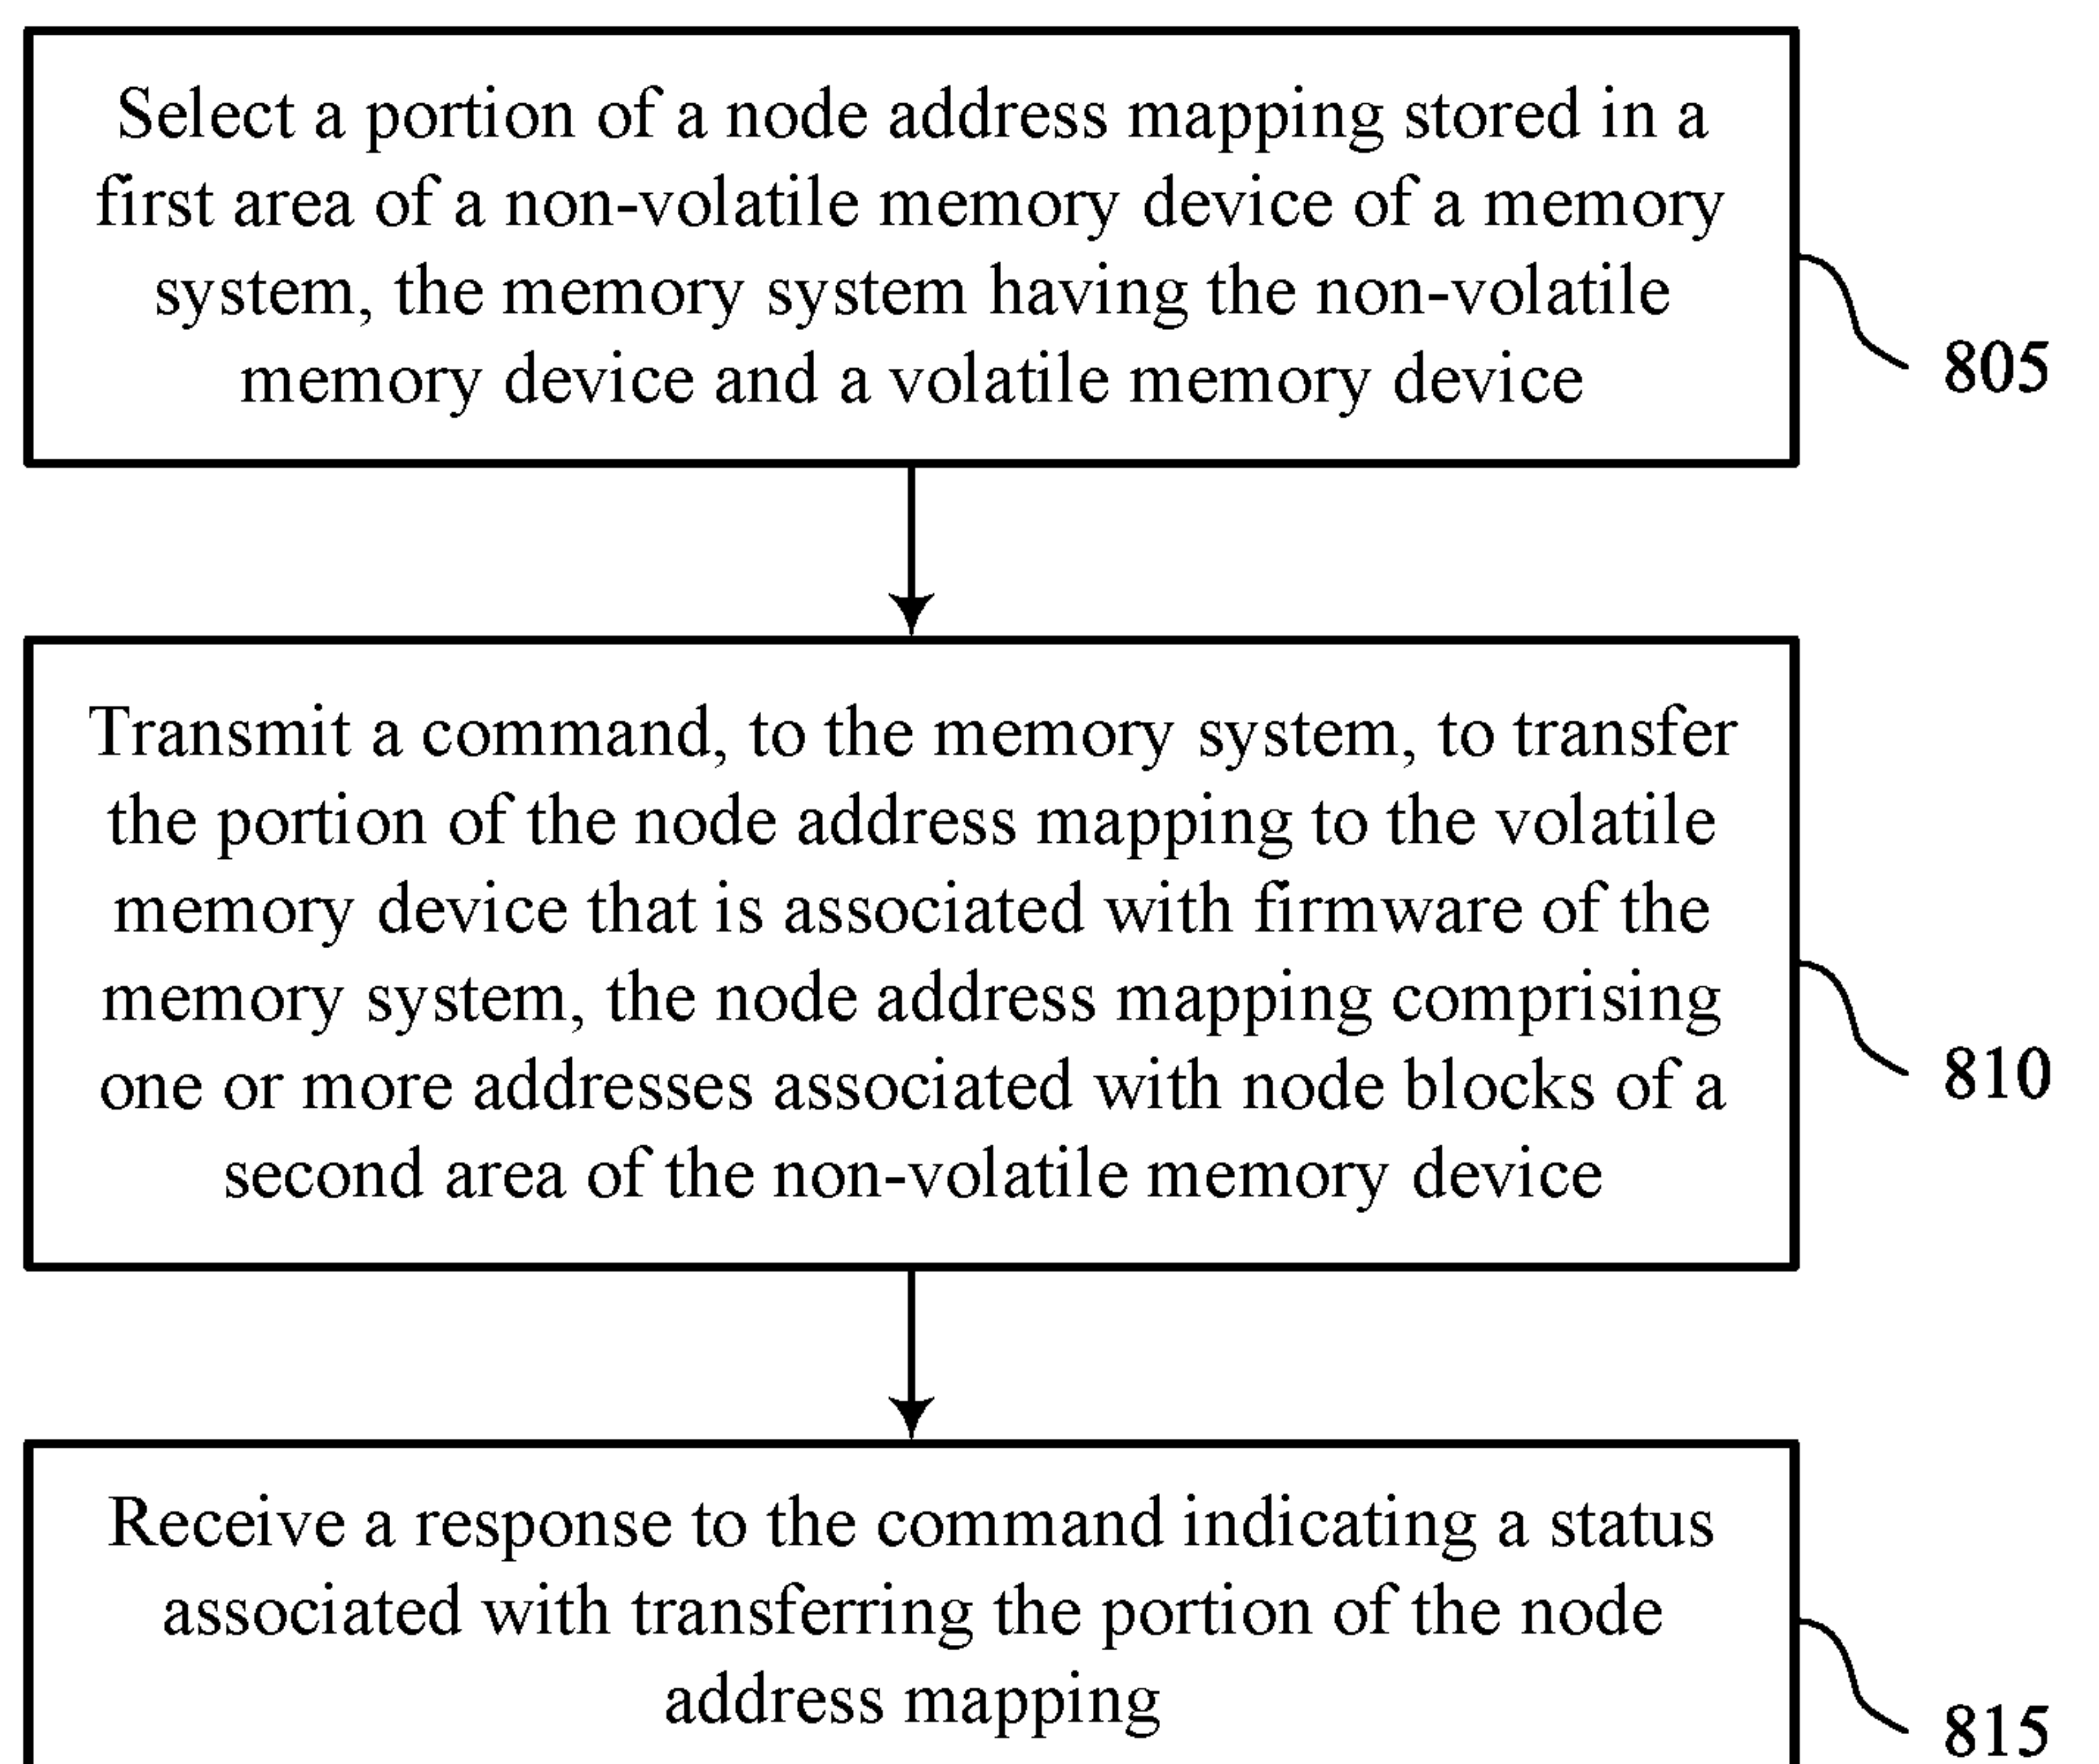 Select a portion of a node address mapping stored in a
first area of a non-volatile memory device of a memory
system, the memory system having the non-volatile
memory device and a volatile memory device
805
Transmit a command, to the memory system, to transfer
the portion of the node address mapping to the volatile
memory device that is associated with firmware of the
memory system, the node address mapping comprising
one or more addresses associated with node blocks of a
second area of the non-volatile memory device
810
Receive a response to the command indicating a status
associated with transferring the portion of the node
address mapping
815